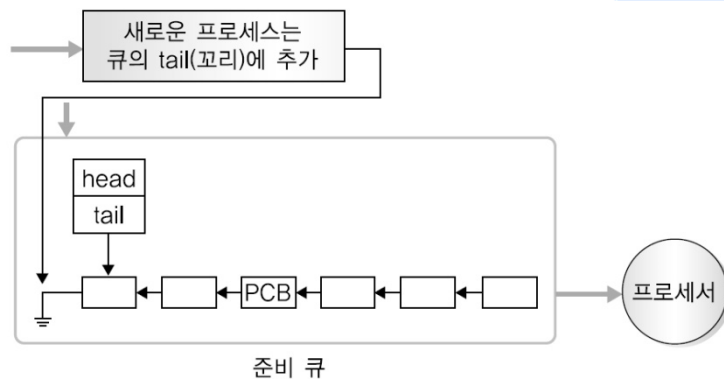 새로운 프로세스는
큐의 tail(꼬리)에 추가
head
tail
PCB
프로세서
준비 큐